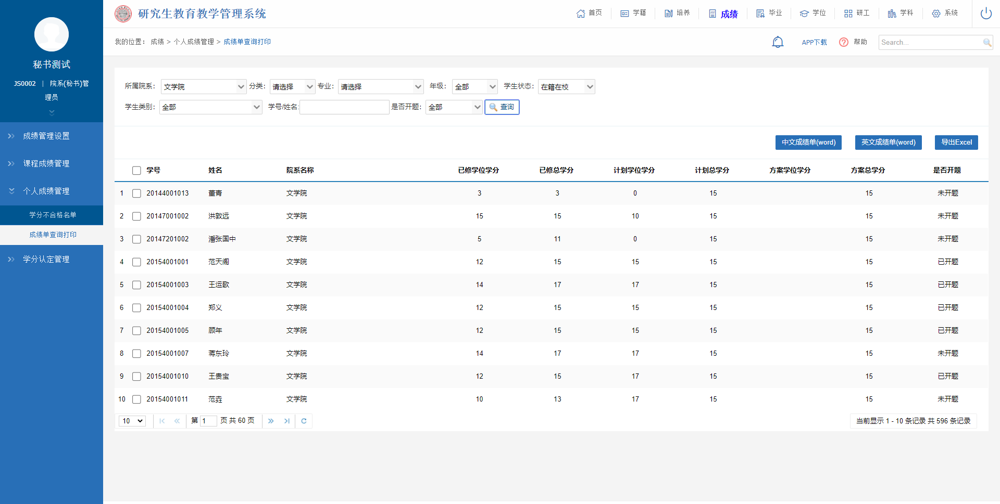 研究生教育教学管理系统
首页 学籍 培养 成绩 毕业 学位 研工 学科 系统
秘书测试
JS0002 | 院系(秘书)管
理员
成绩管理设置
课程成绩管理
个人成绩管理
学分不合格名单
成绩单查询打印
学分认定管理
我的位置： 成绩 > 个人成绩管理 > 成绩单查询打印
APP下载 帮助 Search...
所属院系： 文学院 分类： 请选择 专业： 请选择 年级： 全部 学生状态： 在籍在校
学生类别： 全部 学号/姓名: 是否开题： 全部 查询
中文成绩单(word) 英文成绩单(word) 导出Excel
学号 姓名 院系名称 已修学位学分 已修总学分 计划学位学分 计划总学分 方案学位学分 方案总学分 是否开题
1 20144001013 董青 文学院 3 3 0 15 15 未开题
2 20147001002 洪敦远 文学院 15 15 10 15 15 未开题
3 20147201002 潘张国中 文学院 5 11 0 15 15 未开题
4 20154001001 范天阁 文学院 12 15 15 15 15 已开题
5 20154001003 王运歌 文学院 14 17 17 15 15 已开题
6 20154001004 郑义 文学院 12 15 15 15 15 已开题
7 20154001005 顾年 文学院 12 15 15 15 15 已开题
8 20154001007 蒋东玲 文学院 14 17 17 15 15 未开题
9 20154001010 王贵宝 文学院 12 15 17 15 15 已开题
10 20154001011 范垚 文学院 10 13 17 15 15 未开题
10 第 1 页 共 60 页 当前显示 1 - 10 条记录 共 596 条记录